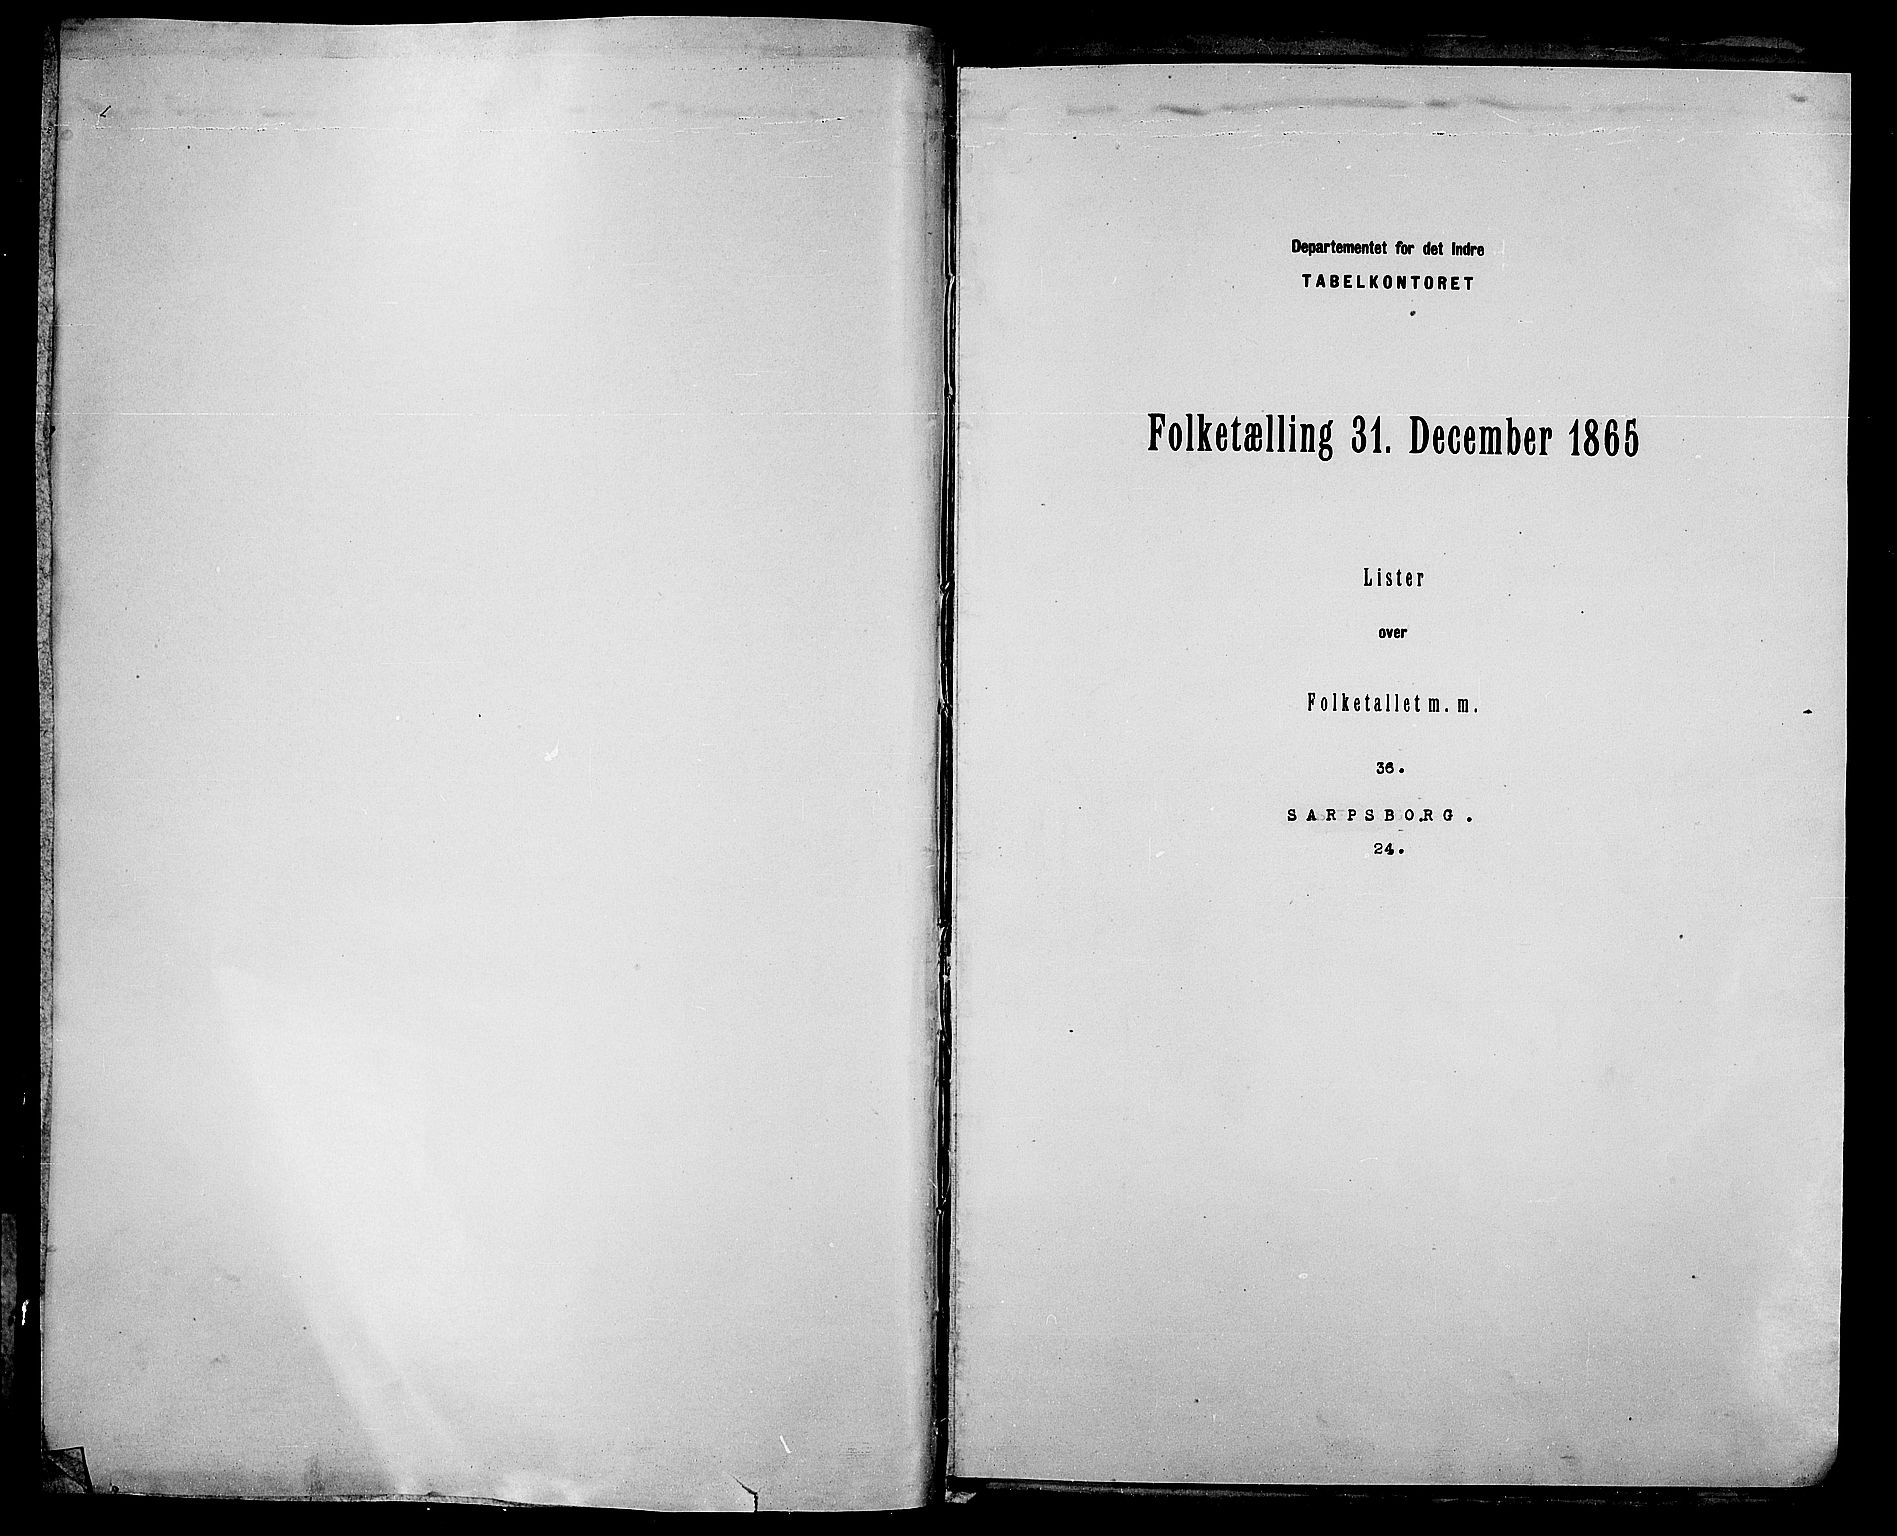 Departementet for det Indre
TABELKONTORET
Folketælling 31. December 1865
Lister
over
Folketallet m. m.
36.
SARPSBORG.
24.